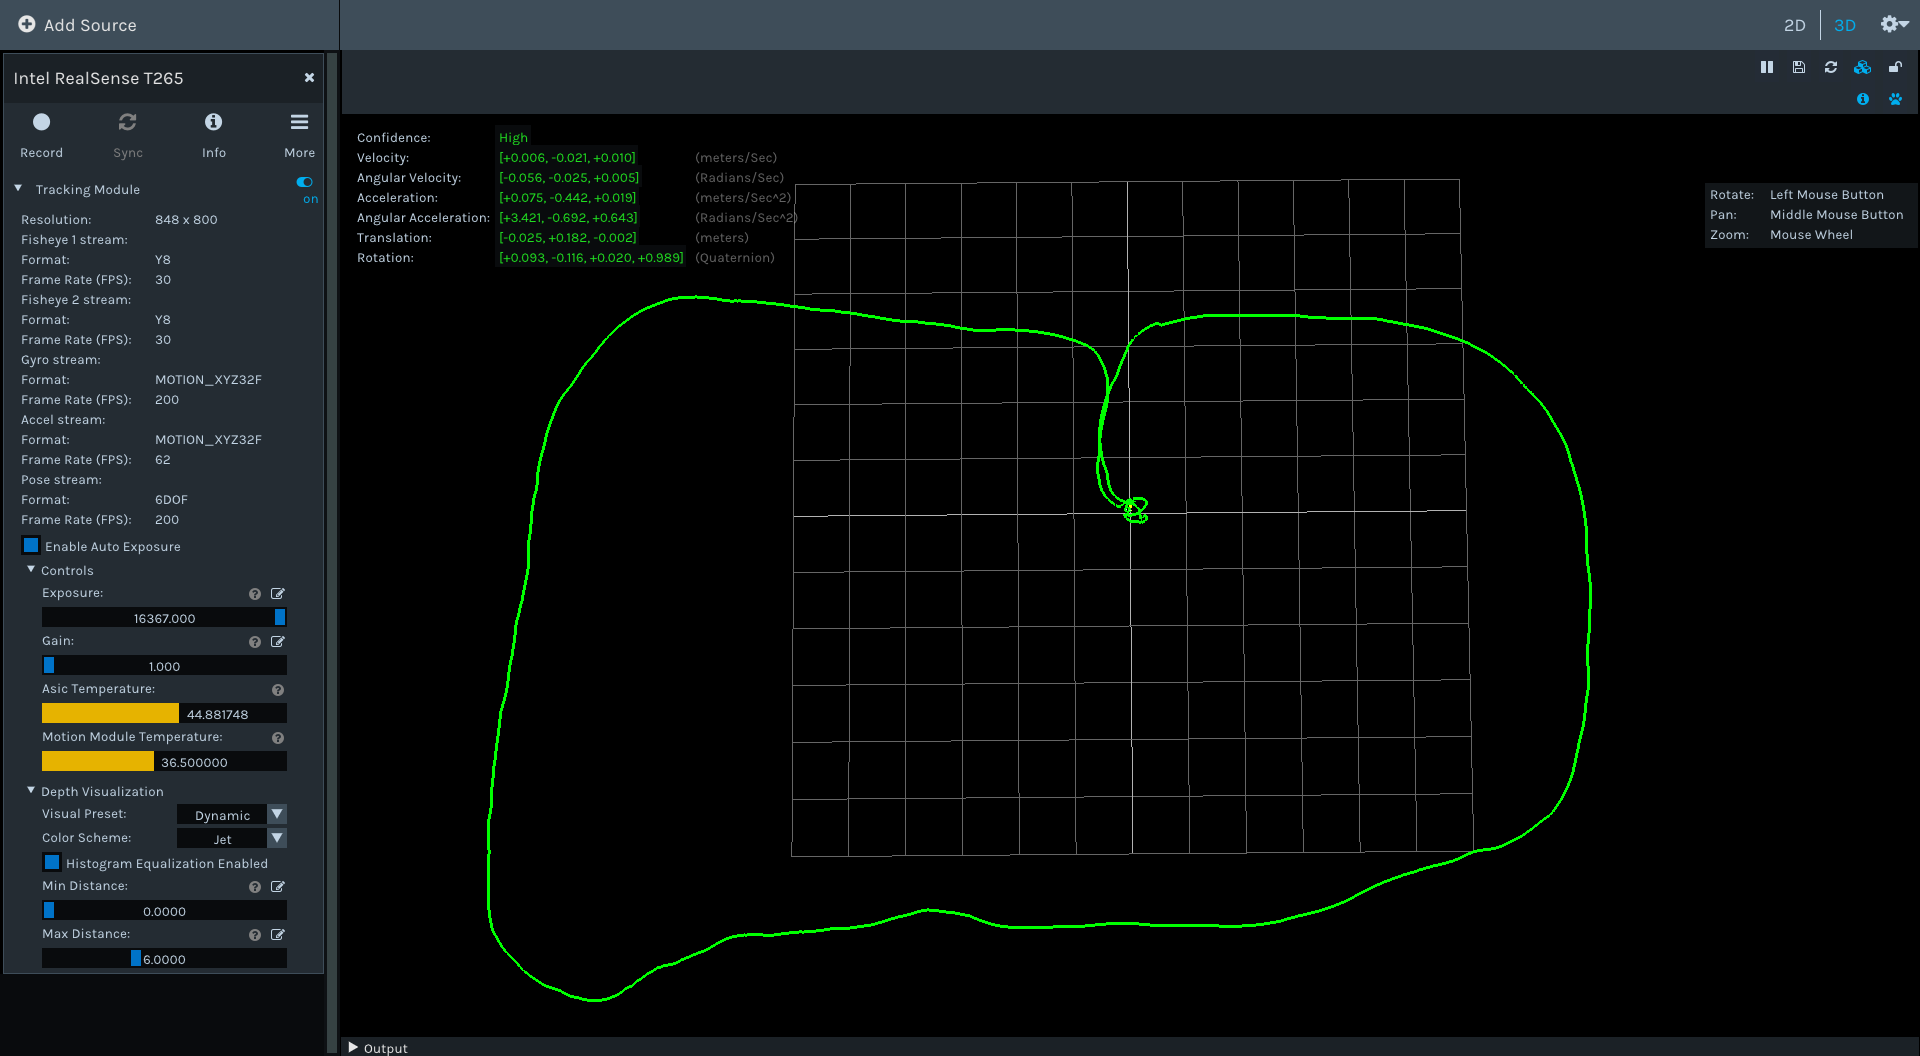 Add Source
2D
3D
Intel RealSense T265
Record
Sync
Info
More
Tracking Module
on
Resolution: 848 x 800
Fisheye 1 stream:
Format: Y8
Frame Rate (FPS): 30
Fisheye 2 stream:
Format: Y8
Frame Rate (FPS): 30
Gyro stream:
Format: MOTION_XYZ32F
Frame Rate (FPS): 200
Accel stream:
Format: MOTION_XYZ32F
Frame Rate (FPS): 62
Pose stream:
Format: 6DOF
Frame Rate (FPS): 200
Enable Auto Exposure
Controls
Exposure:
16367.000
Gain:
1.000
Asic Temperature:
44.881748
Motion Module Temperature:
36.500000
Depth Visualization
Visual Preset: Dynamic
Color Scheme: Jet
Histogram Equalization Enabled
Min Distance:
0.0000
Max Distance:
6.0000
Confidence: High
Velocity: [+0.006, -0.021, +0.010] (meters/Sec)
Angular Velocity: [-0.056, -0.025, +0.005] (Radians/Sec)
Acceleration: [+0.075, -0.442, +0.019] (meters/Sec^2)
Angular Acceleration: [+3.421, -0.692, +0.643] (Radians/Sec^2)
Translation: [-0.025, +0.182, -0.002] (meters)
Rotation: [+0.093, -0.116, +0.020, +0.989] (Quaternion)
Rotate: Left Mouse Button
Pan: Middle Mouse Button
Zoom: Mouse Wheel
Output